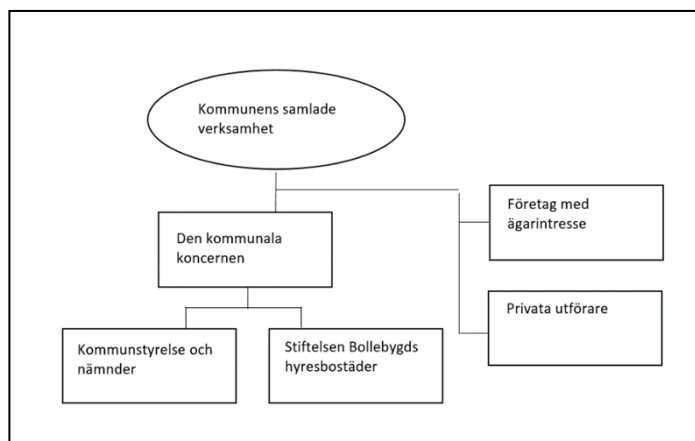 Kommunens samlade
verksamhet
Företag med
ägarintresse
Den kommunala
koncernen
Privata utförare
Kommunstyrelse och
nämnder
Stiftelsen Bollebygds
hyresbostäder